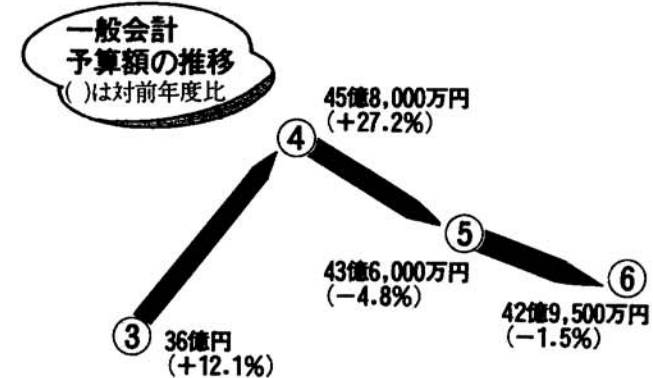 一般会計
予算額の推移
( )は対前年度比
④
45億8,000万円
(+27.2%)
⑤
43億6,000万円
(−4.8%)
⑥
42億9,500万円
(−1.5%)
③
36億円
(+12.1%)